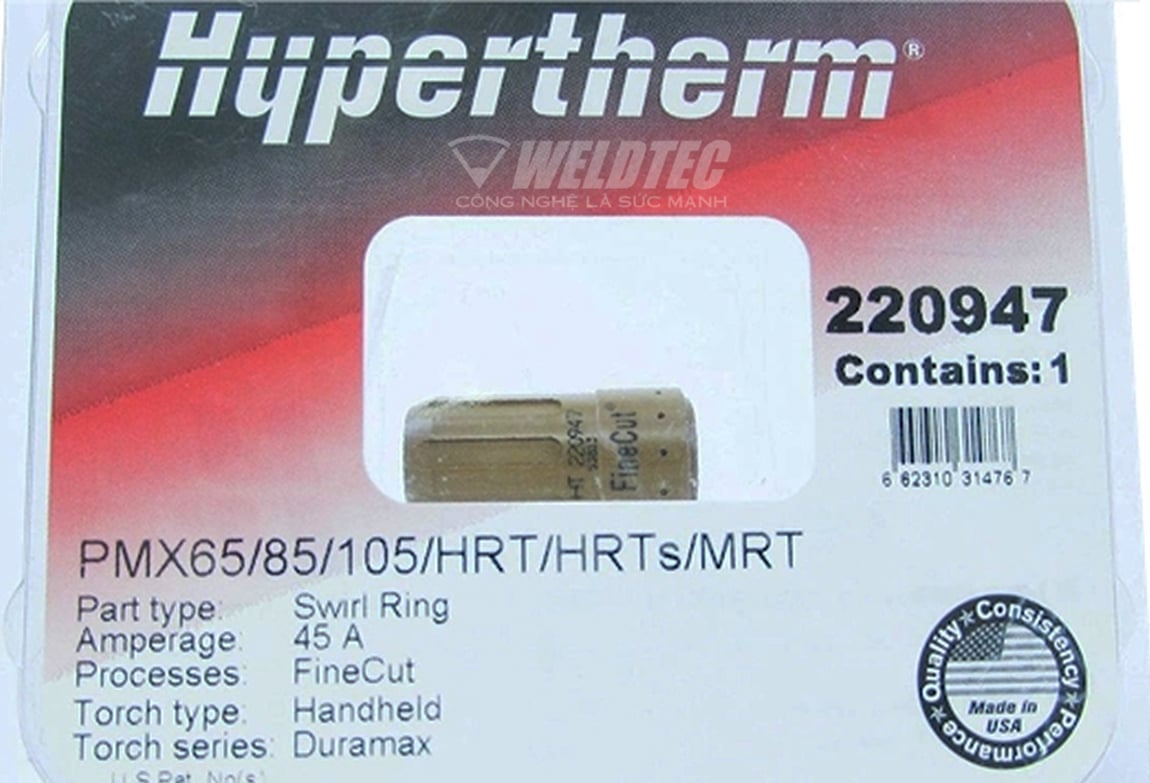 Hypertherm®
WELDTEC
CÔNG NGHỆ LÀ SỨC MẠNH
220947
Contains: 1
6 62310 31476 7
HT 220947
FineCut®
PMX65/85/105/HRT/HRTs/MRT
Part type: Swirl Ring
Amperage: 45 A
Processes: FineCut
Torch type: Handheld
Torch series: Duramax
U.S Pat. No(s)
Quality ★ Consistency ★ Performance ★
Made in
USA